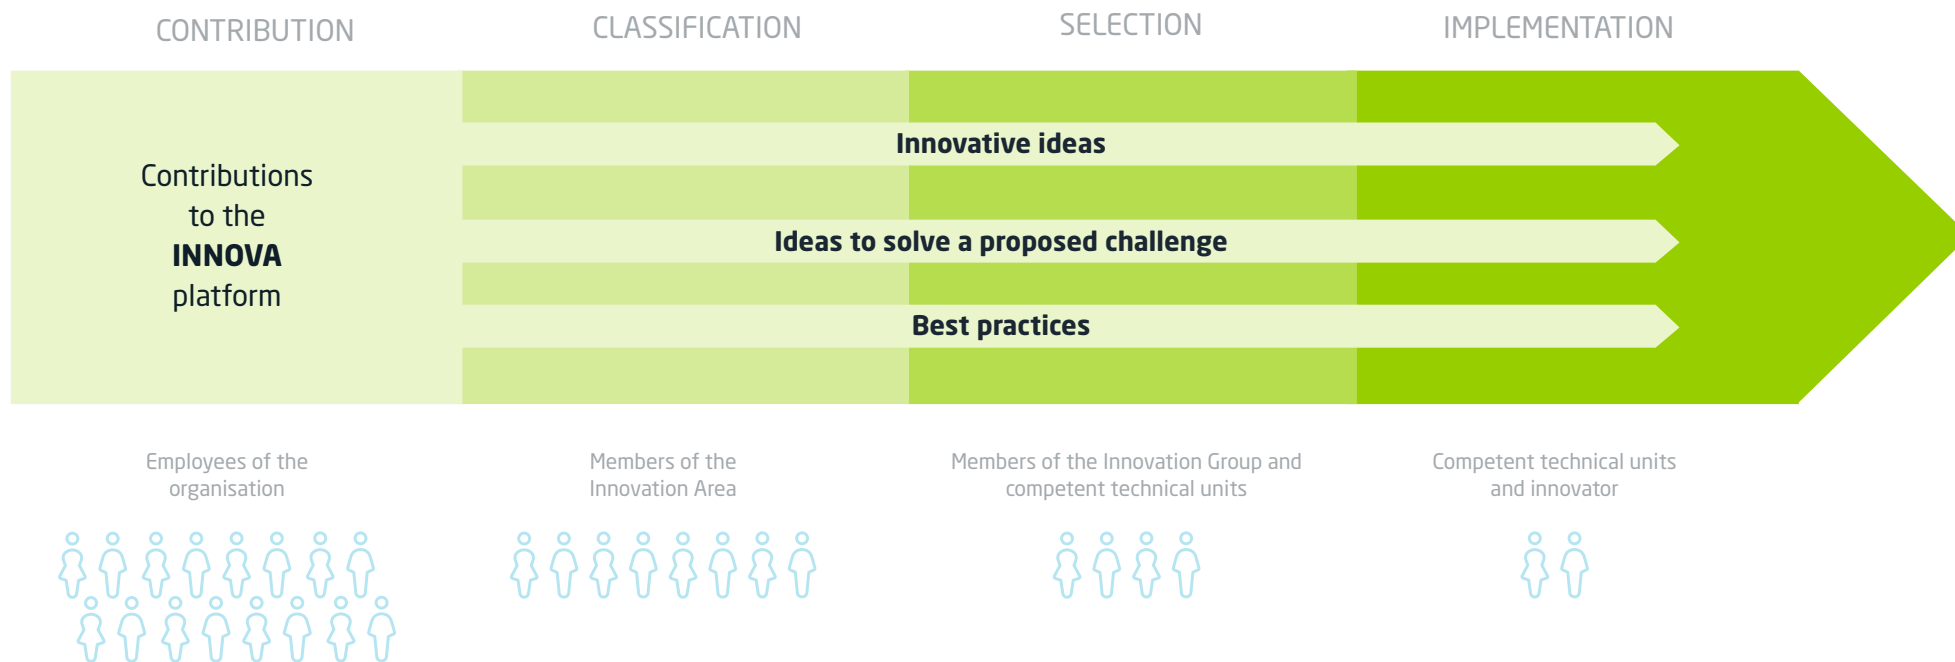 CONTRIBUTION
CLASSIFICATION
SELECTION
IMPLEMENTATION
Contributions
to the
INNOVA
platform
Innovative ideas
Ideas to solve a proposed challenge
Best practices
Employees of the
organisation
Members of the
Innovation Area
Members of the Innovation Group and
competent technical units
Competent technical units
and innovator